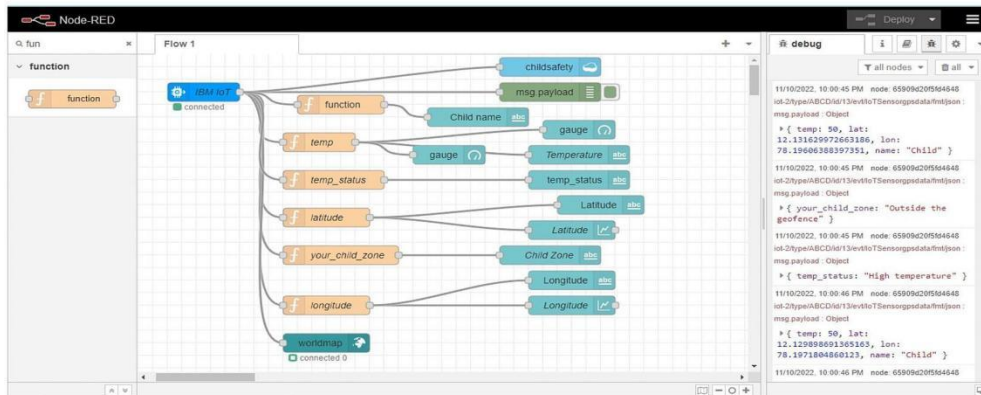 Node-RED
Deploy
fun
function
function
Flow 1
IBM IoT
connected
childsafety
msg.payload
function
Child name abc
temp
gauge
gauge
Temperature abc
temp_status
temp_status abc
latitude
Latitude abc
Latitude
your_child_zone
Child Zone abc
longitude
Longitude abc
Longitude
worldmap
connected 0
debug
i
all nodes
all
11/10/2022, 10:00:45 PM node: 65909d20f5fd4648
iot-2/type/ABCD/id/13/evt/IoTSensorgpsdata/fmt/json :
msg.payload : Object
{ temp: 50, lat:
12.131629972663186, lon:
78.19606388397351, name: "Child" }
11/10/2022, 10:00:45 PM node: 65909d20f5fd4648
iot-2/type/ABCD/id/13/evt/IoTSensorgpsdata/fmt/json :
msg.payload : Object
{ your_child_zone: "Outside the
geofence" }
11/10/2022, 10:00:46 PM node: 65909d20f5fd4648
iot-2/type/ABCD/id/13/evt/IoTSensorgpsdata/fmt/json :
msg.payload : Object
{ temp_status: "High temperature" }
11/10/2022, 10:00:46 PM node: 65909d20f5fd4648
iot-2/type/ABCD/id/13/evt/IoTSensorgpsdata/fmt/json :
msg.payload : Object
{ temp: 50, lat:
12.129898691365163, lon:
78.1971804860123, name: "Child" }
11/10/2022, 10:00:46 PM node: 65909d20f5fd4648